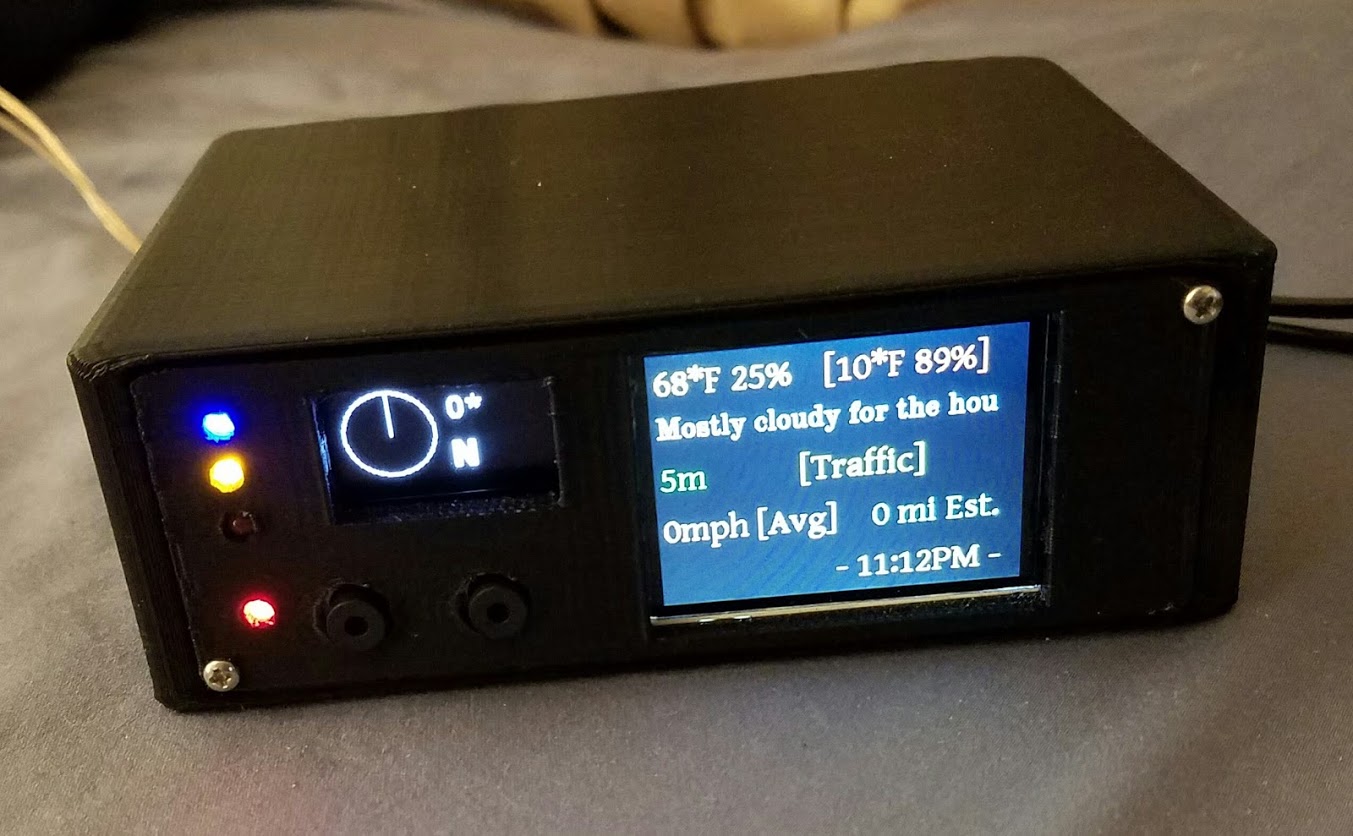 0*
N
68*F 25% [10*F 89%]
Mostly cloudy for the hou
5m [Traffic]
0mph [Avg] 0 mi Est.
- 11:12PM -